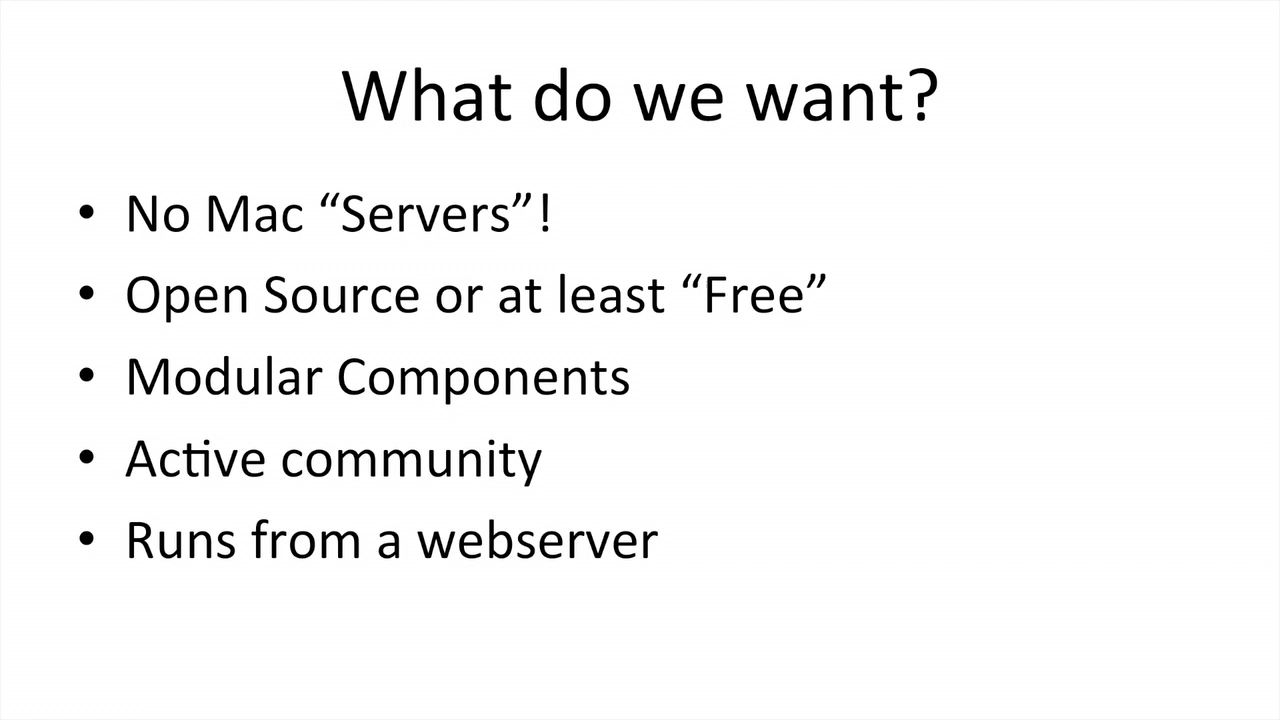 What do we want?
• No Mac “Servers”!
• Open Source or at least “Free”
• Modular Components
• Active community
• Runs from a webserver